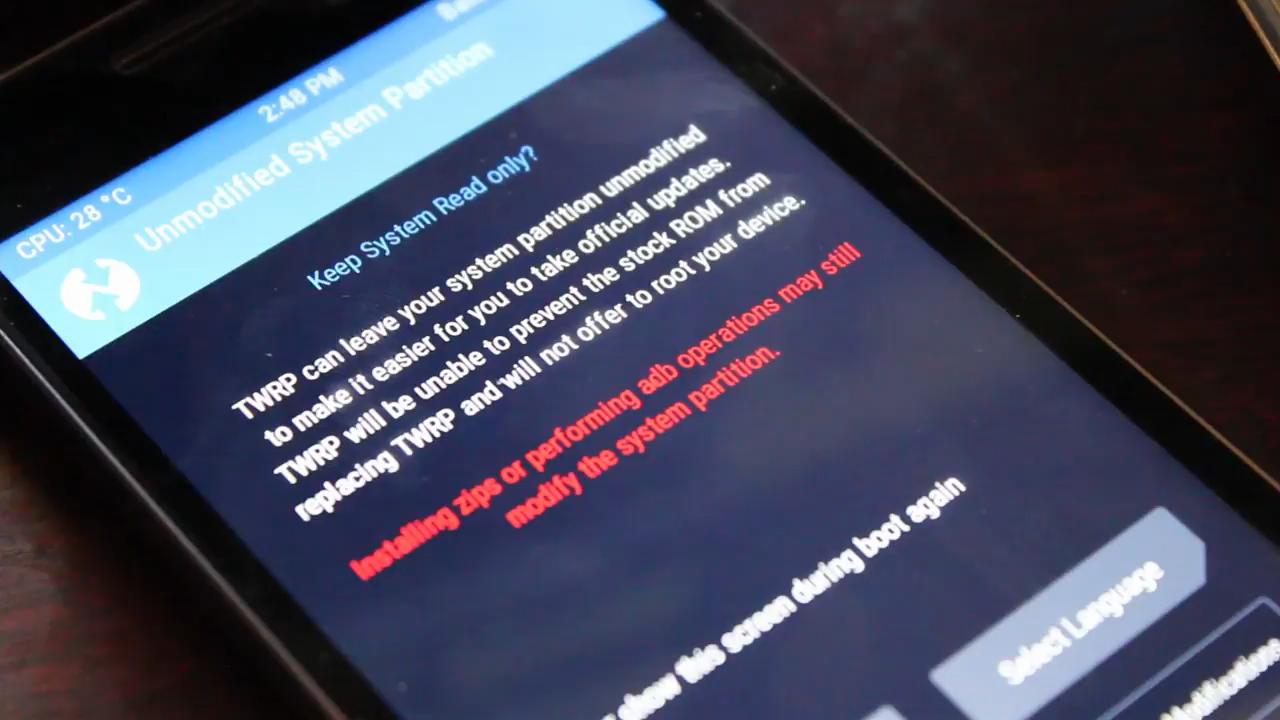 2:48 PM
CPU: 28 °C
Unmodified System Partition
Keep System Read only?
TWRP can leave your system partition unmodified
to make it easier for you to take official updates.
TWRP will be unable to prevent the stock ROM from
replacing TWRP and will not offer to root your device.
Installing zips or performing adb operations may still
modify the system partition.
show this screen during boot again
Select Language
Modifications